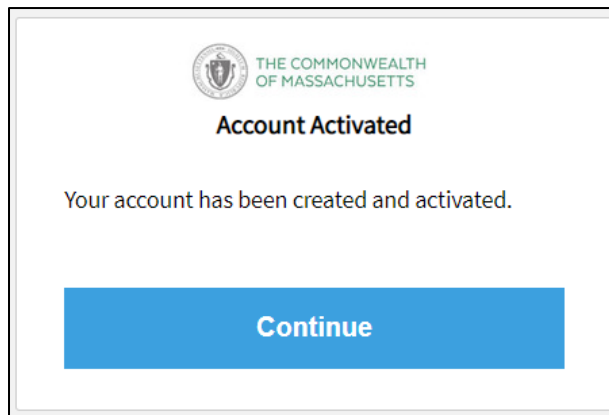 THE COMMONWEALTH
OF MASSACHUSETTS
Account Activated
Your account has been created and activated.
Continue